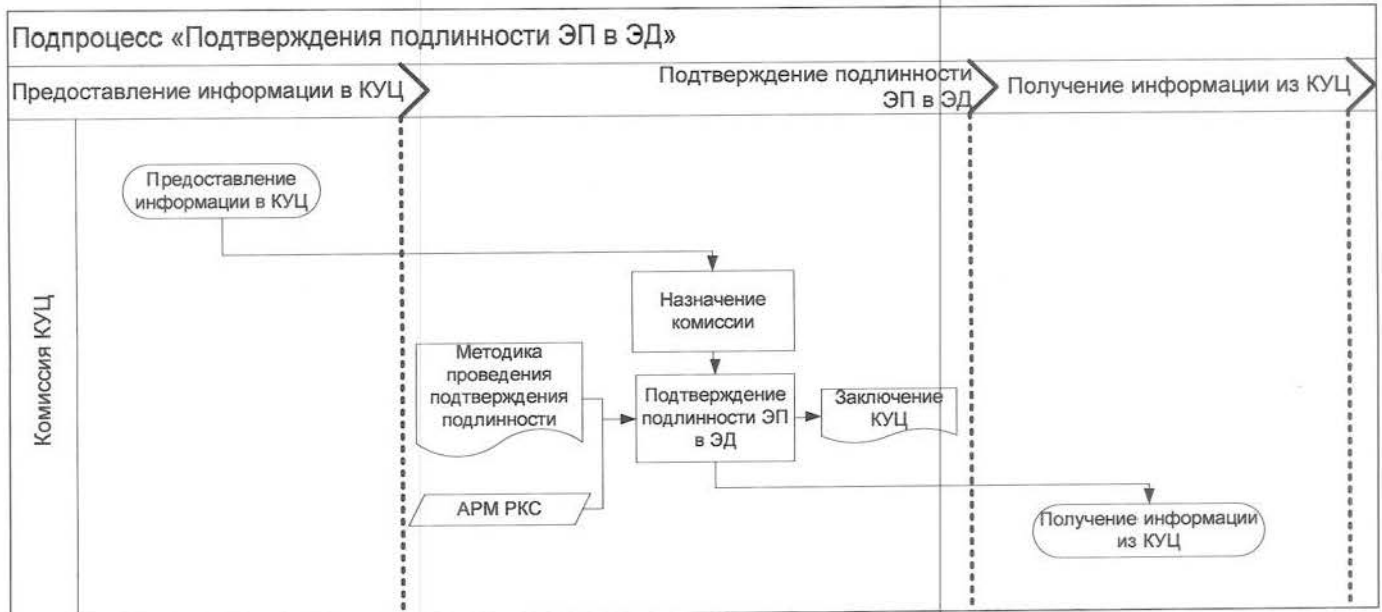 Подпроцесс «Подтверждения подлинности ЭП в ЭД»
Предоставление информации в КУЦ
Подтверждение подлинности
ЭП в ЭД
Получение информации из КУЦ
Комиссия КУЦ
Предоставление
информации в КУЦ
Назначение
комиссии
Методика
проведения
подтверждения
подлинности
Подтверждение
подлинности ЭП
в ЭД
Заключение
КУЦ
АРМ РКС
Получение информации
из КУЦ